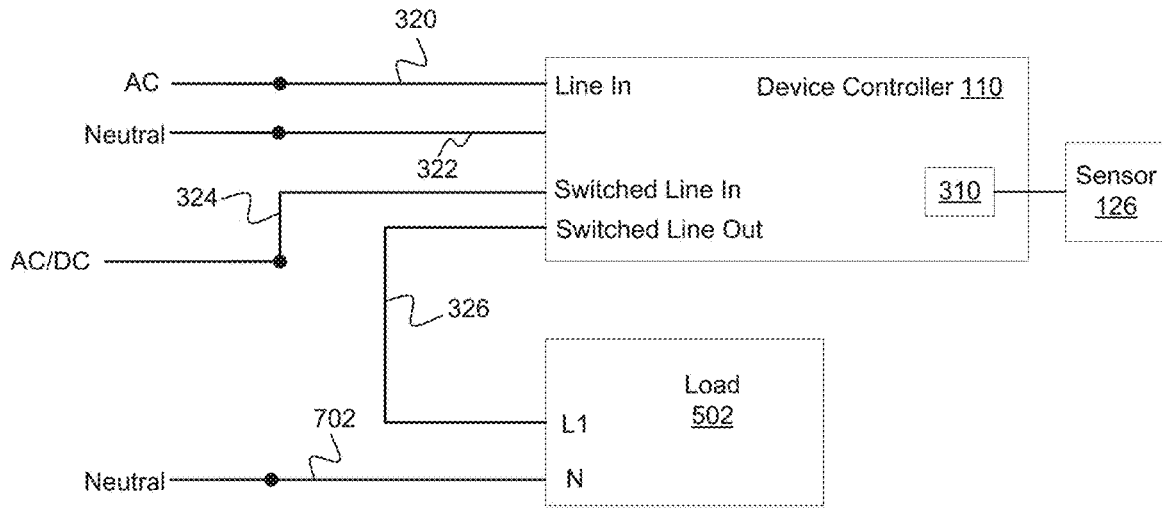 320
AC
Line In
Device Controller 110
Neutral
322
324
Switched Line In
310
Sensor
126
Switched Line Out
AC/DC
326
Load
502
702
L1
Neutral
N